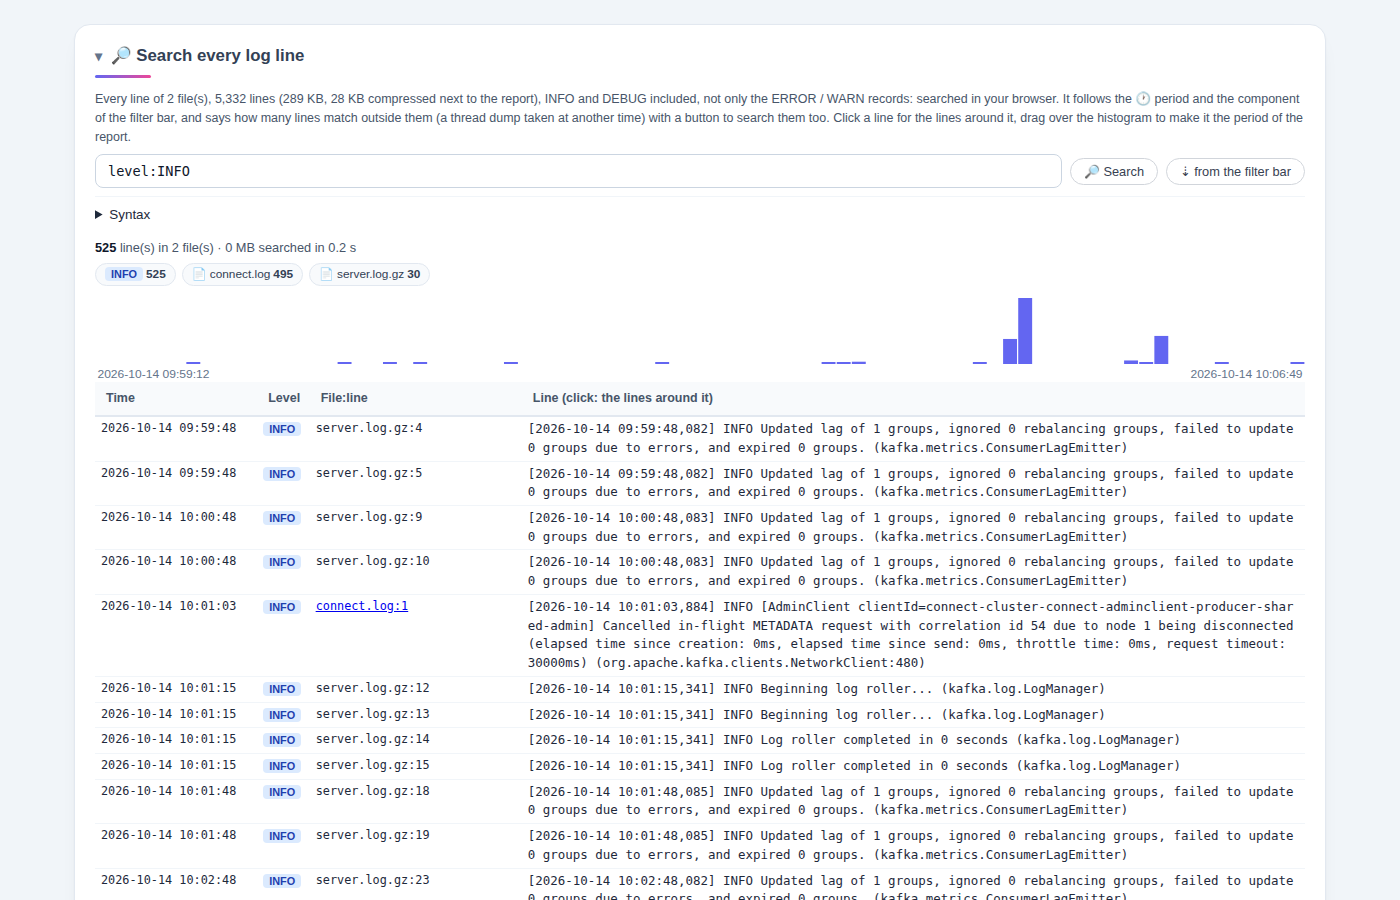 ▼ 🔎 Search every log line
Every line of 2 file(s), 5,332 lines (289 KB, 28 KB compressed next to the report), INFO and DEBUG included, not only the ERROR / WARN records: searched in your browser. It follows the 🕐 period and the component
of the filter bar, and says how many lines match outside them (a thread dump taken at another time) with a button to search them too. Click a line for the lines around it, drag over the histogram to make it the period of the
report.
level:INFO
🔎 Search
⇣ from the filter bar
▶ Syntax
525 line(s) in 2 file(s) · 0 MB searched in 0.2 s
INFO 525 📄 connect.log 495 📄 server.log.gz 30
2026-10-14 09:59:12 2026-10-14 10:06:49
Time Level File:line Line (click: the lines around it)
2026-10-14 09:59:48 INFO server.log.gz:4 [2026-10-14 09:59:48,082] INFO Updated lag of 1 groups, ignored 0 rebalancing groups, failed to update
0 groups due to errors, and expired 0 groups. (kafka.metrics.ConsumerLagEmitter)
2026-10-14 09:59:48 INFO server.log.gz:5 [2026-10-14 09:59:48,082] INFO Updated lag of 1 groups, ignored 0 rebalancing groups, failed to update
0 groups due to errors, and expired 0 groups. (kafka.metrics.ConsumerLagEmitter)
2026-10-14 10:00:48 INFO server.log.gz:9 [2026-10-14 10:00:48,083] INFO Updated lag of 1 groups, ignored 0 rebalancing groups, failed to update
0 groups due to errors, and expired 0 groups. (kafka.metrics.ConsumerLagEmitter)
2026-10-14 10:00:48 INFO server.log.gz:10 [2026-10-14 10:00:48,083] INFO Updated lag of 1 groups, ignored 0 rebalancing groups, failed to update
0 groups due to errors, and expired 0 groups. (kafka.metrics.ConsumerLagEmitter)
2026-10-14 10:01:03 INFO connect.log:1 [2026-10-14 10:01:03,884] INFO [AdminClient clientId=connect-cluster-connect-adminclient-producer-shar
ed-admin] Cancelled in-flight METADATA request with correlation id 54 due to node 1 being disconnected
(elapsed time since creation: 0ms, elapsed time since send: 0ms, throttle time: 0ms, request timeout:
30000ms) (org.apache.kafka.clients.NetworkClient:480)
2026-10-14 10:01:15 INFO server.log.gz:12 [2026-10-14 10:01:15,341] INFO Beginning log roller... (kafka.log.LogManager)
2026-10-14 10:01:15 INFO server.log.gz:13 [2026-10-14 10:01:15,341] INFO Beginning log roller... (kafka.log.LogManager)
2026-10-14 10:01:15 INFO server.log.gz:14 [2026-10-14 10:01:15,341] INFO Log roller completed in 0 seconds (kafka.log.LogManager)
2026-10-14 10:01:15 INFO server.log.gz:15 [2026-10-14 10:01:15,341] INFO Log roller completed in 0 seconds (kafka.log.LogManager)
2026-10-14 10:01:48 INFO server.log.gz:18 [2026-10-14 10:01:48,085] INFO Updated lag of 1 groups, ignored 0 rebalancing groups, failed to update
0 groups due to errors, and expired 0 groups. (kafka.metrics.ConsumerLagEmitter)
2026-10-14 10:01:48 INFO server.log.gz:19 [2026-10-14 10:01:48,085] INFO Updated lag of 1 groups, ignored 0 rebalancing groups, failed to update
0 groups due to errors, and expired 0 groups. (kafka.metrics.ConsumerLagEmitter)
2026-10-14 10:02:48 INFO server.log.gz:23 [2026-10-14 10:02:48,082] INFO Updated lag of 1 groups, ignored 0 rebalancing groups, failed to update
0 groups due to errors, and expired 0 groups. (kafka.metrics.ConsumerLagEmitter)